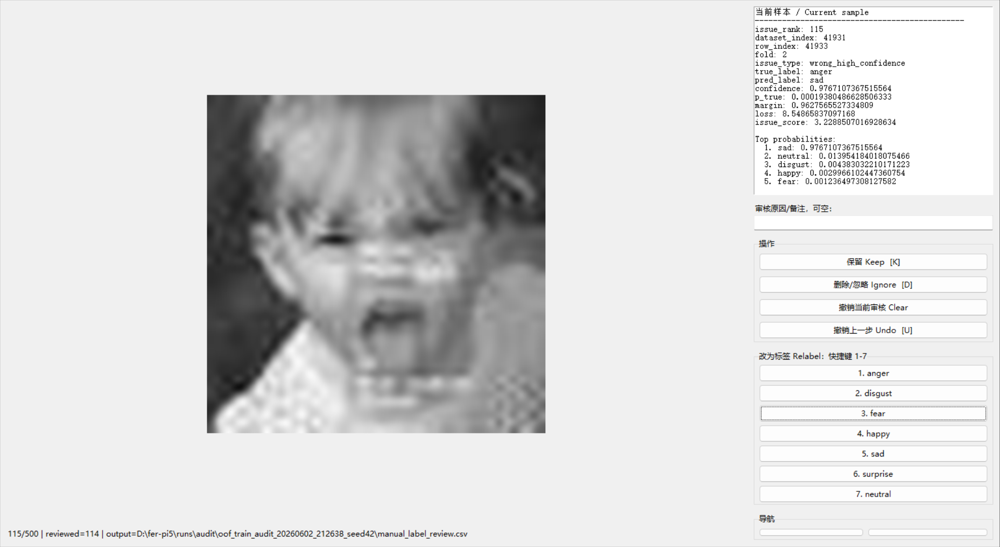 当前样本 / Current sample
----------------------------------------------
issue_rank: 115
dataset_index: 41931
row_index: 41933
fold: 2
issue_type: wrong_high_confidence
true_label: anger
pred_label: sad
confidence: 0.9767107367515564
p_true: 0.00019380486628506333
margin: 0.9627565527334809
loss: 8.54865837097168
issue_score: 3.2288507016928634
Top probabilities:
1. sad: 0.9767107367515564
2. neutral: 0.013954184018075466
3. disgust: 0.004383032210171223
4. happy: 0.0029966102447360754
5. fear: 0.001236497308127582
审核原因/备注，可空：
操作
保留 Keep [K]
删除/忽略 Ignore [D]
撤销当前审核 Clear
撤销上一步 Undo [U]
改为标签 Relabel：快捷键 1-7
1. anger
2. disgust
3. fear
4. happy
5. sad
6. surprise
7. neutral
导航
115/500 | reviewed=114 | output=D:\fer-pi5\runs\audit\oof_train_audit_20260602_212638_seed42\manual_label_review.csv